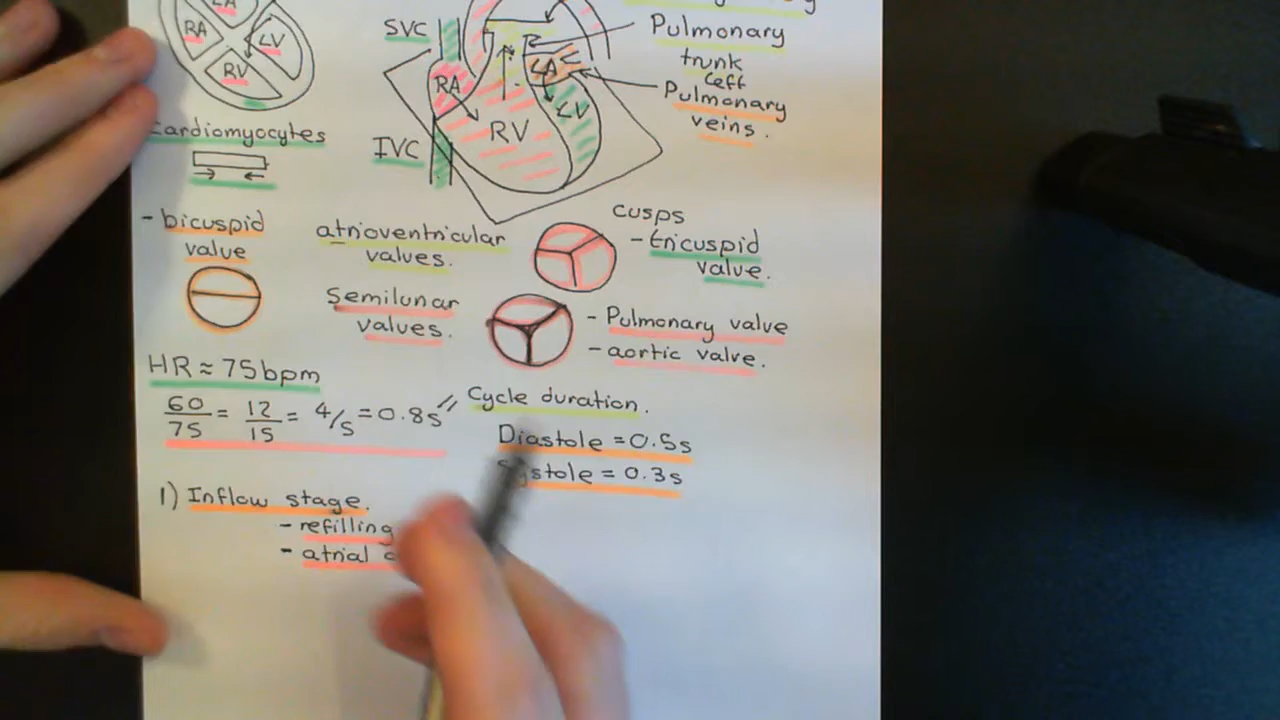 LA
RA
LV
RV
SVC
Pulmonary
trunk
Left
Pulmonary
veins.
RA
LA
LV
RV
IVC
Cardiomyocytes
- bicuspid
valve
atrioventricular
valves.
cusps
- tricuspid
valve.
Semilunar
valves.
- Pulmonary valve
- aortic valve.
HR ≈ 75bpm
60/75 = 12/15 = 4/5 = 0.8s // Cycle duration.
Diastole = 0.5s
Systole = 0.3s
1) Inflow stage.
- refilling
- atrial